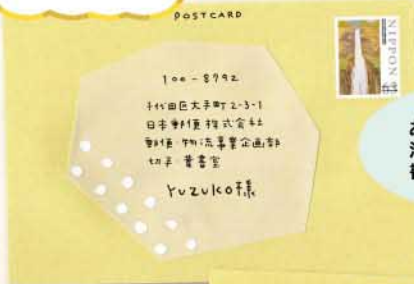 POSTCARD
NIPPON
100-8792
千代田区大手町2-3-1
日本郵便株式会社
郵便・物流事業企画部
切手・葉書室
Yuzuko様